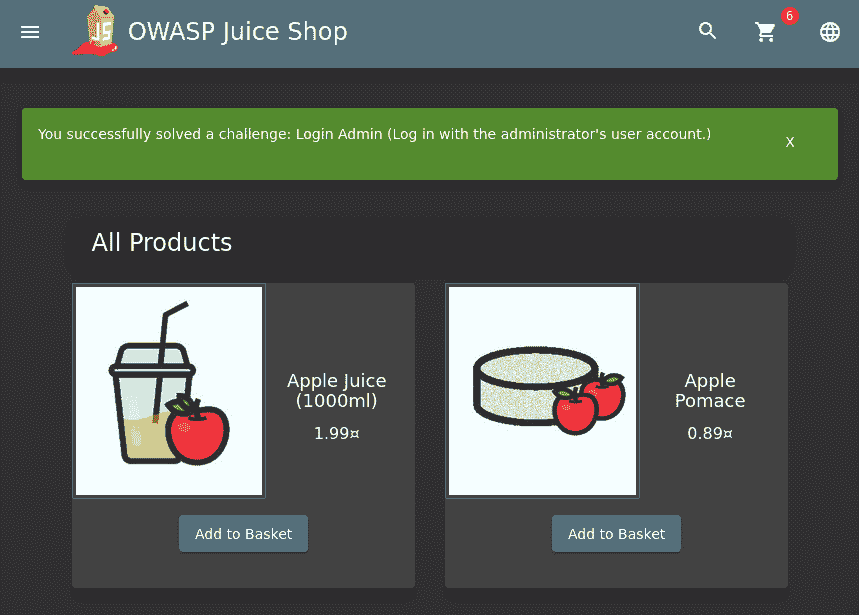 OWASP Juice Shop
6
You successfully solved a challenge: Login Admin (Log in with the administrator's user account.)
X
All Products
Apple Juice
(1000ml)
1.99¤
Add to Basket
Apple
Pomace
0.89¤
Add to Basket